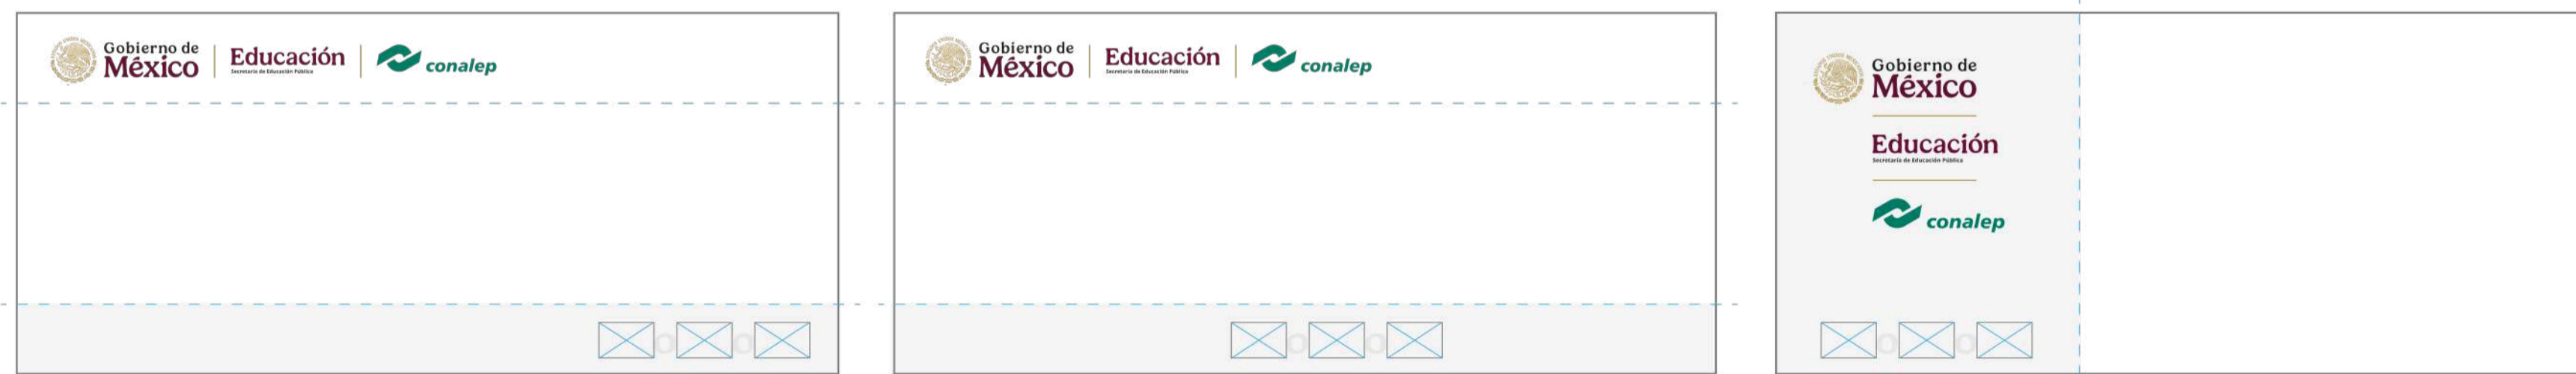 Gobierno de
México
Educación
Secretaría de Educación Pública
conalep
o o
Gobierno de
México
Educación
Secretaría de Educación Pública
conalep
o o
Gobierno de
México
Educación
Secretaría de Educación Pública
conalep
o o